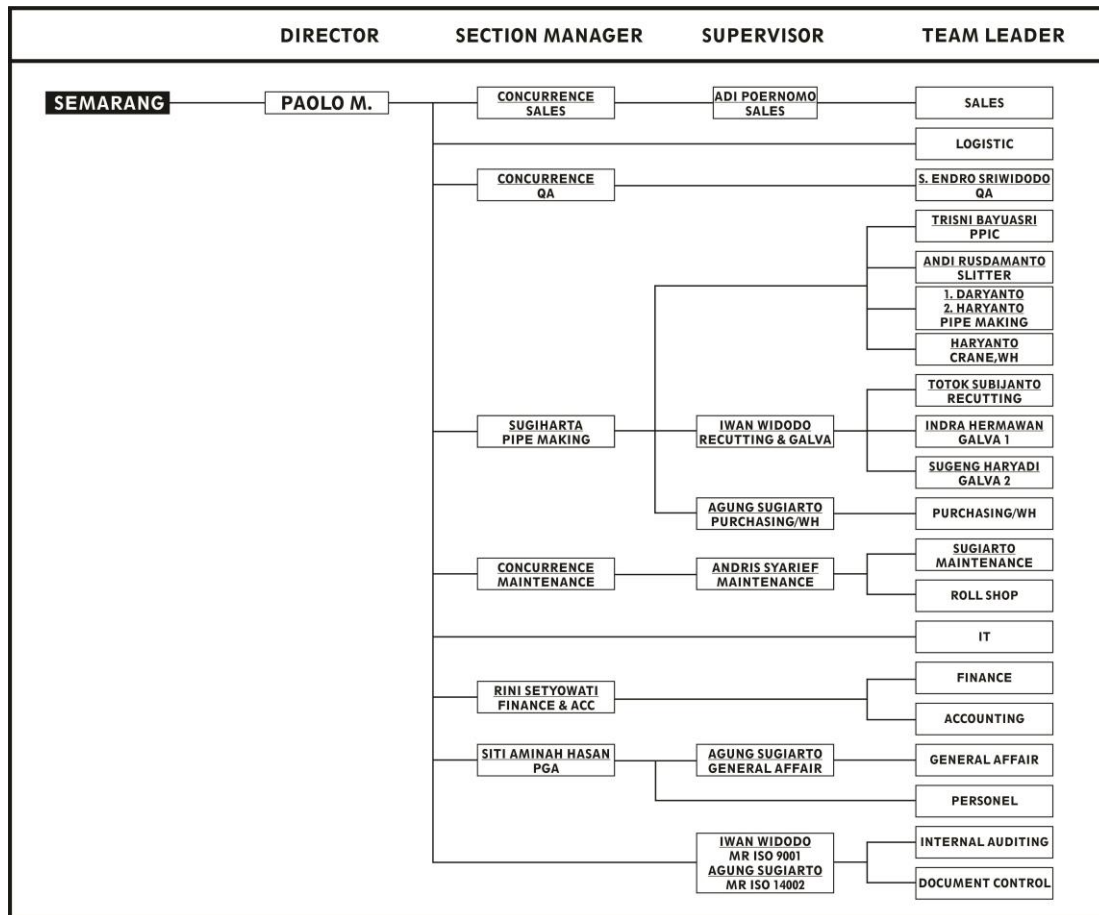 DIRECTOR SECTION MANAGER SUPERVISOR TEAM LEADER
SEMARANG
PAOLO M.
CONCURRENCE
SALES
ADI POERNOMO
SALES
SALES
LOGISTIC
CONCURRENCE
QA
S. ENDRO SRIWIDODO
QA
TRISNI BAYUASRI
PPIC
ANDI RUSDAMANTO
SLITTER
1. DARYANTO
2. HARYANTO
PIPE MAKING
HARYANTO
CRANE,WH
SUGIHARTA
PIPE MAKING
IWAN WIDODO
RECUTTING & GALVA
TOTOK SUBIJANTO
RECUTTING
INDRA HERMAWAN
GALVA 1
SUGENG HARYADI
GALVA 2
AGUNG SUGIARTO
PURCHASING/WH
PURCHASING/WH
CONCURRENCE
MAINTENANCE
ANDRIS SYARIEF
MAINTENANCE
SUGIARTO
MAINTENANCE
ROLL SHOP
IT
RINI SETYOWATI
FINANCE & ACC
FINANCE
ACCOUNTING
SITI AMINAH HASAN
PGA
AGUNG SUGIARTO
GENERAL AFFAIR
GENERAL AFFAIR
PERSONEL
IWAN WIDODO
MR ISO 9001
AGUNG SUGIARTO
MR ISO 14002
INTERNAL AUDITING
DOCUMENT CONTROL